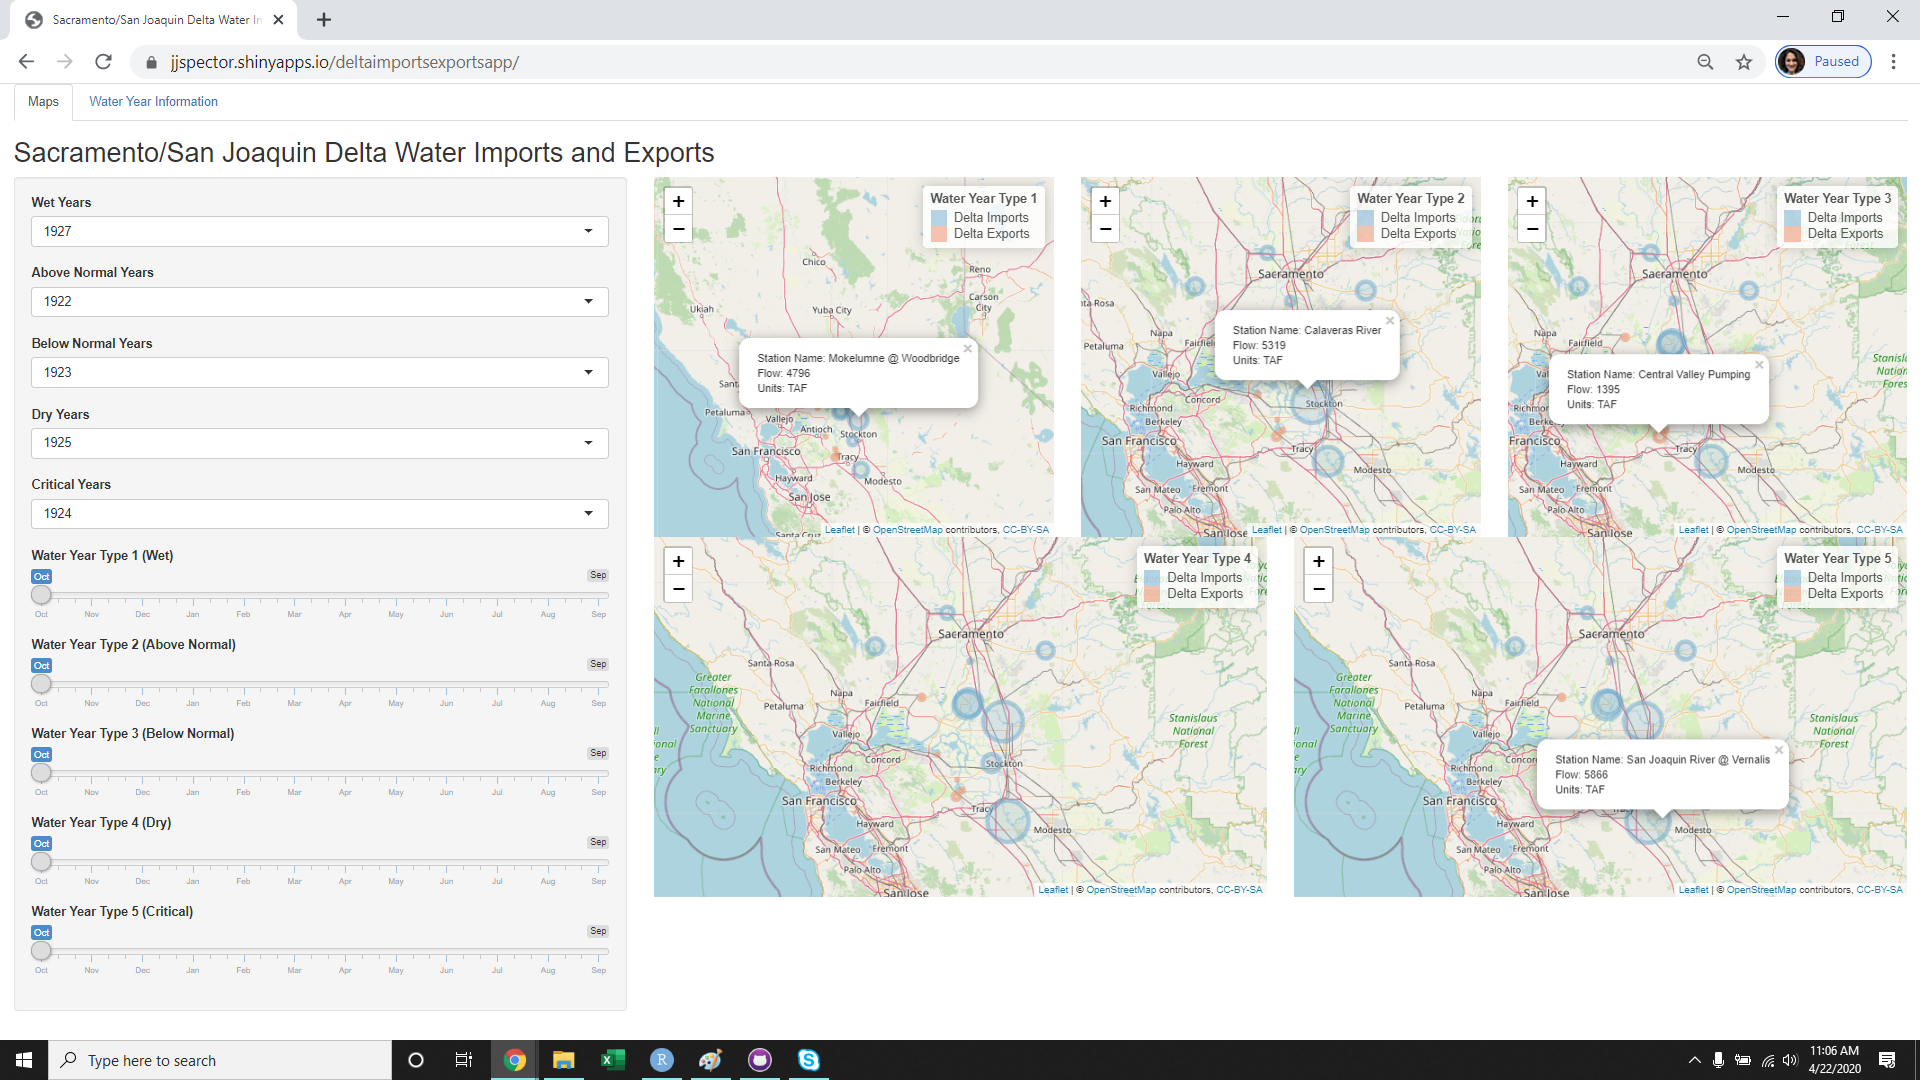 Sacramento/San Joaquin Delta Water In
jjspector.shinyapps.io/deltaimportsexportsapp/
Paused
Maps
Water Year Information
Sacramento/San Joaquin Delta Water Imports and Exports
Wet Years
1927
Above Normal Years
1922
Below Normal Years
1923
Dry Years
1925
Critical Years
1924
Water Year Type 1 (Wet)
Oct Sep
Oct Nov Dec Jan Feb Mar Apr May Jun Jul Aug Sep
Water Year Type 2 (Above Normal)
Oct Sep
Oct Nov Dec Jan Feb Mar Apr May Jun Jul Aug Sep
Water Year Type 3 (Below Normal)
Oct Sep
Oct Nov Dec Jan Feb Mar Apr May Jun Jul Aug Sep
Water Year Type 4 (Dry)
Oct Sep
Oct Nov Dec Jan Feb Mar Apr May Jun Jul Aug Sep
Water Year Type 5 (Critical)
Oct Sep
Oct Nov Dec Jan Feb Mar Apr May Jun Jul Aug Sep
+
−
Water Year Type 1
Delta Imports
Delta Exports
Chico
Reno
Carson
City
Ukiah
Yuba City
Station Name: Mokelumne @ Woodbridge
Flow: 4796
Units: TAF
×
Petaluma
Vallejo
Antioch
Stockton
San Francisco
Tracy
Hayward
Modesto
San Jose
Santa Cruz
Leaflet | © OpenStreetMap contributors, CC-BY-SA
+
−
Water Year Type 2
Delta Imports
Delta Exports
Sacramento
ta Rosa
Napa
Fairfield
Petaluma
Station Name: Calaveras River
Flow: 5319
Units: TAF
×
Vallejo
Concord
Stockton
Richmond
Berkeley
San Francisco
Tracy
Hayward
Modesto
San Mateo
Fremont
Palo Alto
San Jose
Leaflet | © OpenStreetMap contributors, CC-BY-SA
+
−
Water Year Type 3
Delta Imports
Delta Exports
Forest
Sacramento
Napa
Fairfield
Station Name: Central Valley Pumping
Flow: 1395
Units: TAF
×
Stanislaus
Richmond
Francisco
Tracy
Hayward
Modesto
San Mateo
Fremont
Palo Alto
San Jose
Leaflet | © OpenStreetMap contributors, CC-BY-SA
+
−
Water Year Type 4
Delta Imports
Delta Exports
Sacramento
Santa Rosa
Greater
Farallones
National
Marine
Sanctuary
Napa
Petaluma
Fairfield
Stanislaus
National
Forest
Vallejo
Concord
Stockton
Richmond
Berkeley
San Francisco
Tracy
Hayward
Modesto
San Mateo
Fremont
Palo Alto
San Jose
Leaflet | © OpenStreetMap contributors, CC-BY-SA
+
−
Water Year Type 5
Delta Imports
Delta Exports
Sacramento
Santa Rosa
Greater
Farallones
National
Marine
Sanctuary
Napa
Petaluma
Fairfield
Stanislaus
National
Forest
Vallejo
Station Name: San Joaquin River @ Vernalis
Flow: 5866
Units: TAF
×
Richmond
Berkeley
San Francisco
Hayward
Modesto
San Mateo
Fremont
Palo Alto
San Jose
Leaflet | © OpenStreetMap contributors, CC-BY-SA
Type here to search
11:06 AM
4/22/2020